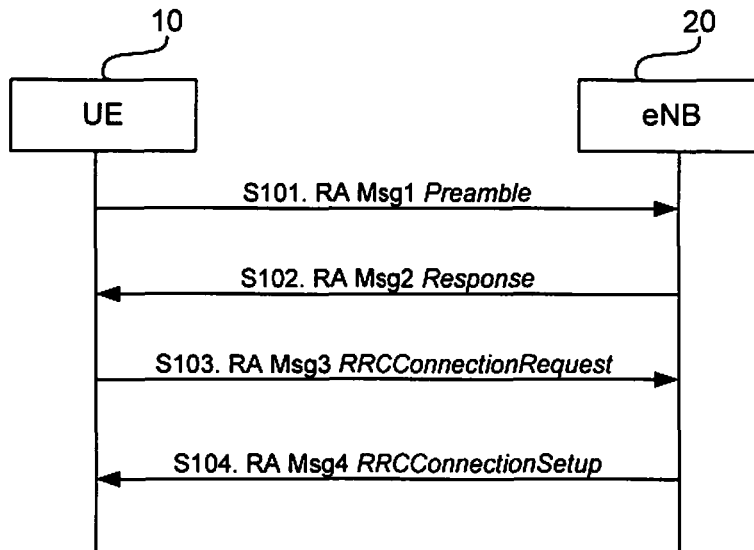 10
20
UE
eNB
S101. RA Msg1 Preamble
S102. RA Msg2 Response
S103. RA Msg3 RRCConnectionRequest
S104. RA Msg4 RRCConnectionSetup